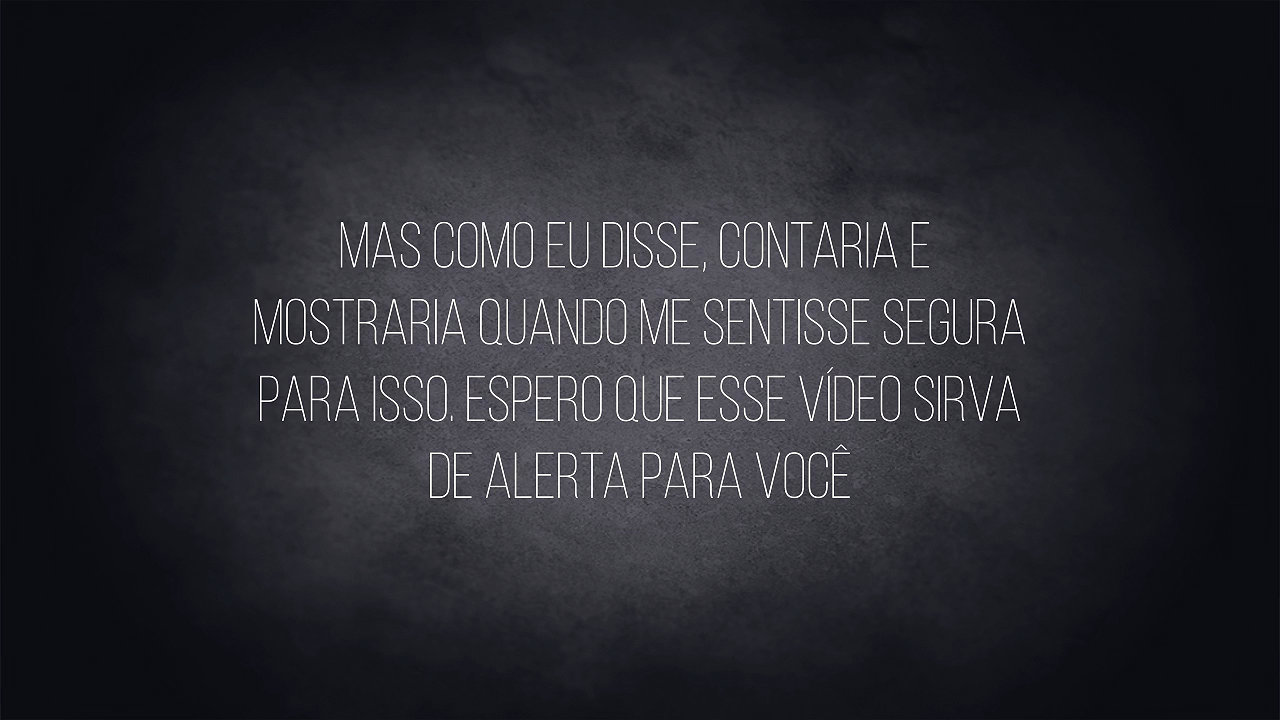 MAS COMO EU DISSE, CONTARIA E
MOSTRARIA QUANDO ME SENTISSE SEGURA
PARA ISSO. ESPERO QUE ESSE VÍDEO SIRVA
DE ALERTA PARA VOCÊ